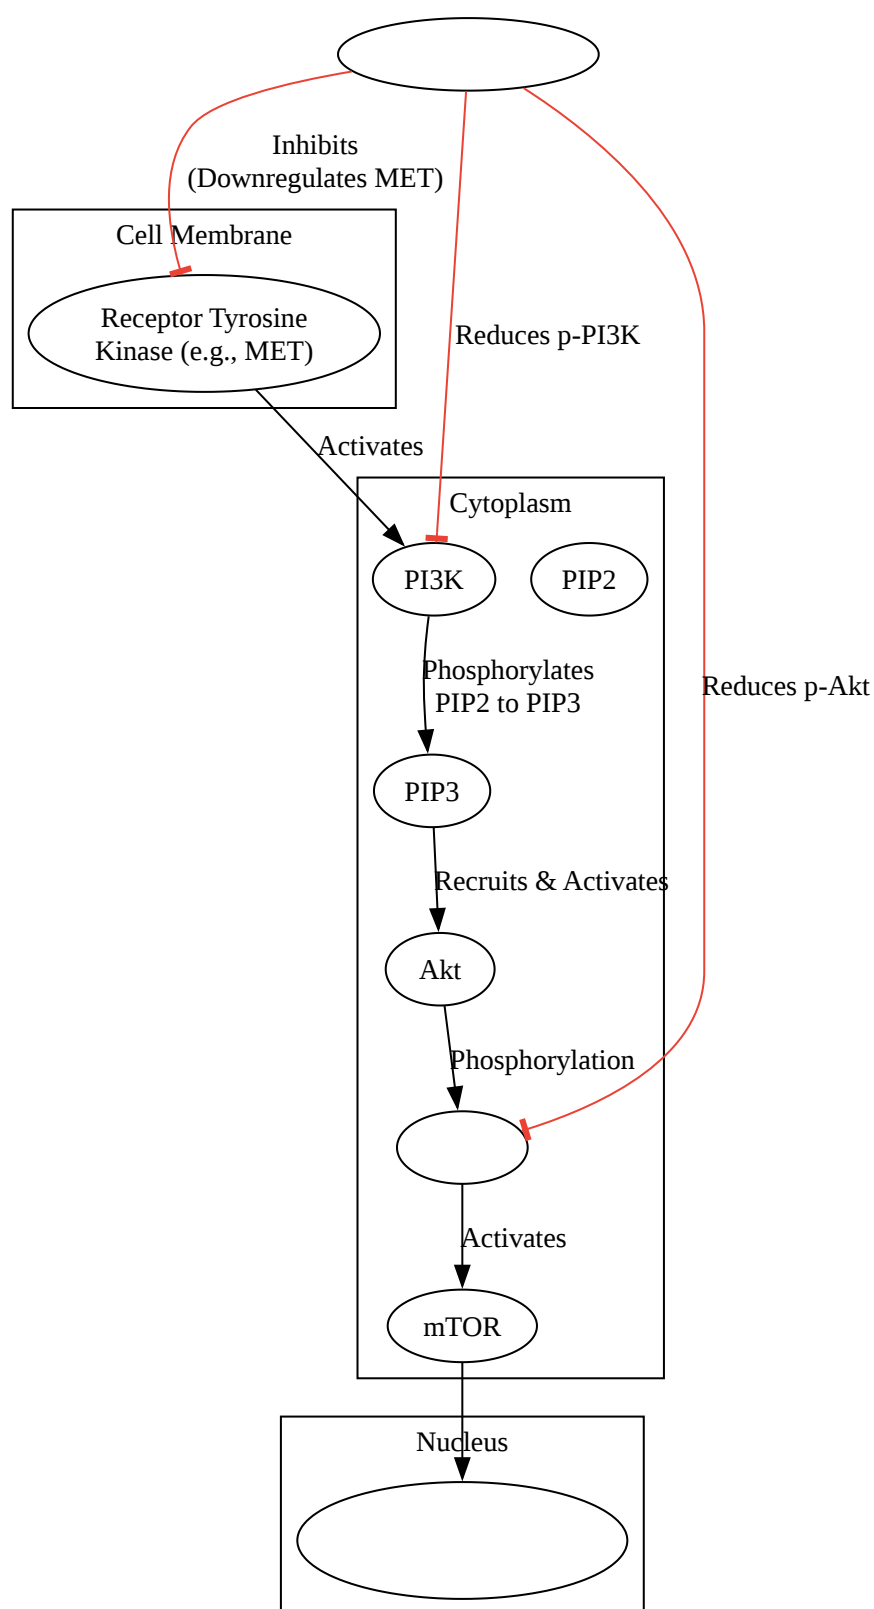 Inhibits
(Downregulates MET)
Cell Membrane
Receptor Tyrosine
Kinase (e.g., MET)
Reduces p-PI3K
Activates
Cytoplasm
PI3K
PIP2
Phosphorylates
PIP2 to PIP3
Reduces p-Akt
PIP3
Recruits & Activates
Akt
Phosphorylation
Activates
mTOR
Nucleus